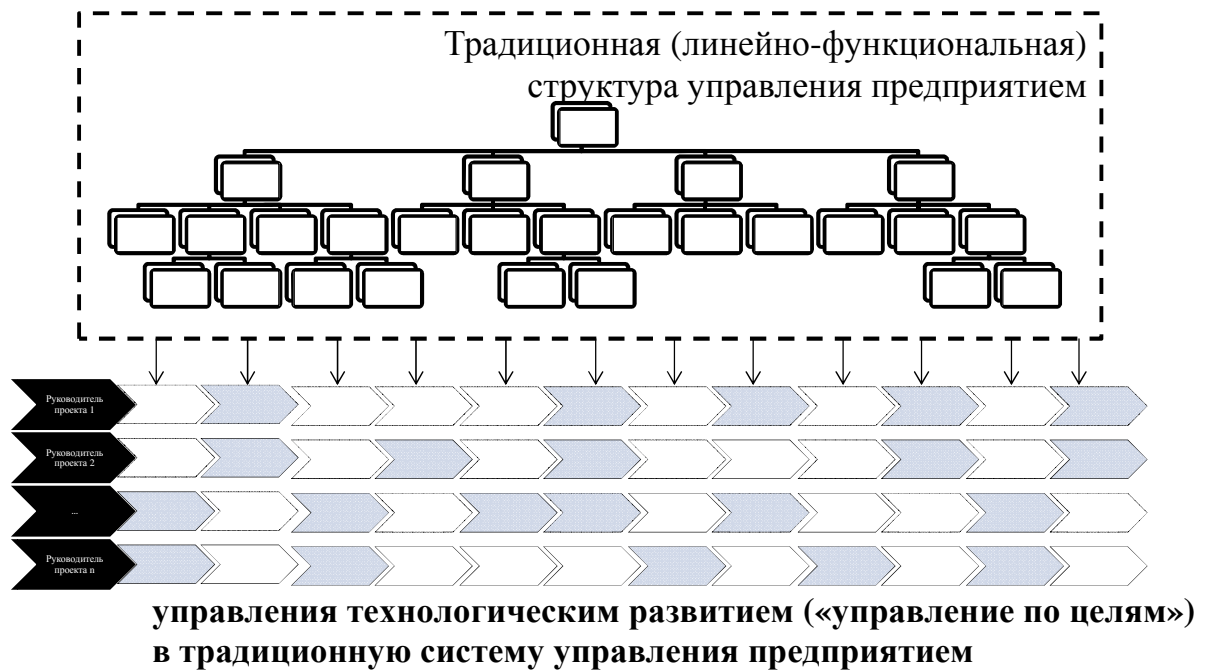 Традиционная (линейно-функциональная)
структура управления предприятием
Руководитель
проекта 1
Руководитель
проекта 2
...
Руководитель
проекта n
управления технологическим развитием («управление по целям»)
в традиционную систему управления предприятием